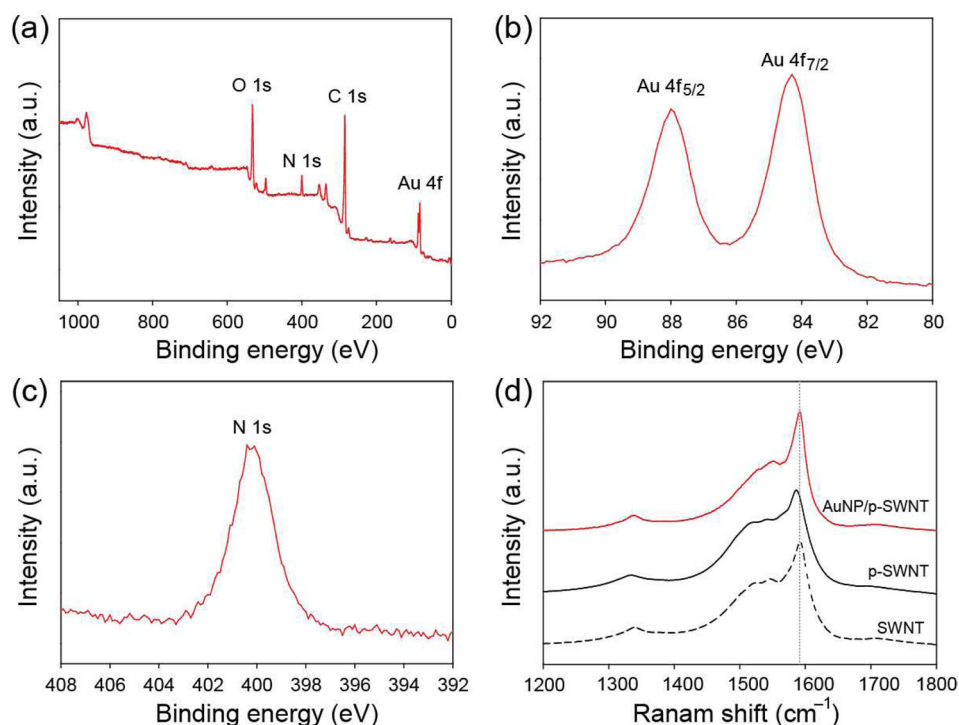 (a)
O 1s
C 1s
N 1s
Au 4f
Intensity (a.u.)
1000 800 600 400 200 0
Binding energy (eV)
(b)
Au 4f7/2
Au 4f5/2
Intensity (a.u.)
92 90 88 86 84 82 80
Binding energy (eV)
(c)
N 1s
Intensity (a.u.)
408 406 404 402 400 398 396 394 392
Binding energy (eV)
(d)
AuNP/p-SWNT
p-SWNT
SWNT
Intensity (a.u.)
1200 1300 1400 1500 1600 1700 1800
Ranam shift (cm⁻¹)